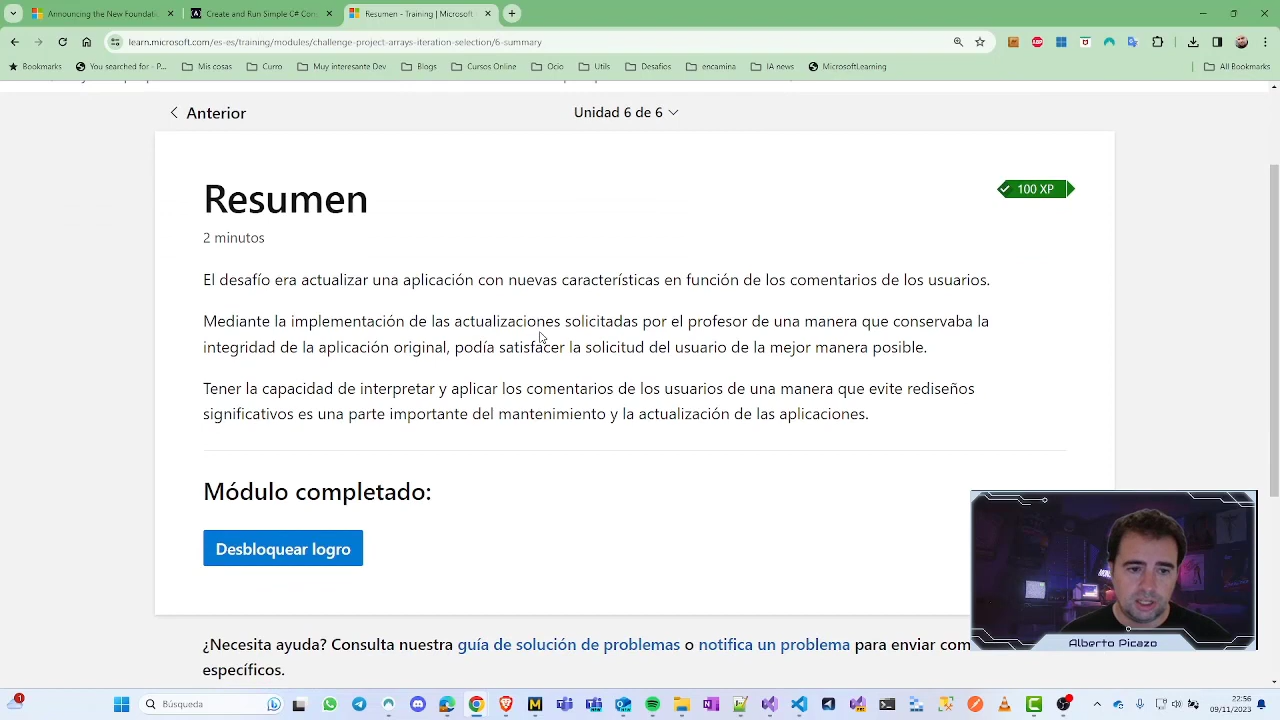 Announcing the New Foundatio
Create and Run Simple C# Con
Resumen - Training | Microsoft
learn.microsoft.com/es-es/training/modules/challenge-project-arrays-iteration-selection/6-summary
Bookmarks
You searched for - P...
Mis cosas
Curro
Muy interesante Dev
Blogs
Cursos Online
Ocio
Utils
Desafios
encamina
IA news
MicrosoftLearning
All Bookmarks
Anterior
Unidad 6 de 6
Resumen
100 XP
2 minutos
El desafío era actualizar una aplicación con nuevas características en función de los comentarios de los usuarios.
Mediante la implementación de las actualizaciones solicitadas por el profesor de una manera que conservaba la
integridad de la aplicación original, podía satisfacer la solicitud del usuario de la mejor manera posible.
Tener la capacidad de interpretar y aplicar los comentarios de los usuarios de una manera que evite rediseños
significativos es una parte importante del mantenimiento y la actualización de las aplicaciones.
Módulo completado:
Desbloquear logro
¿Necesita ayuda? Consulta nuestra guía de solución de problemas o notifica un problema para enviar com
específicos.
Alberto Picazo
1
Búsqueda
22:56
09/11/2023